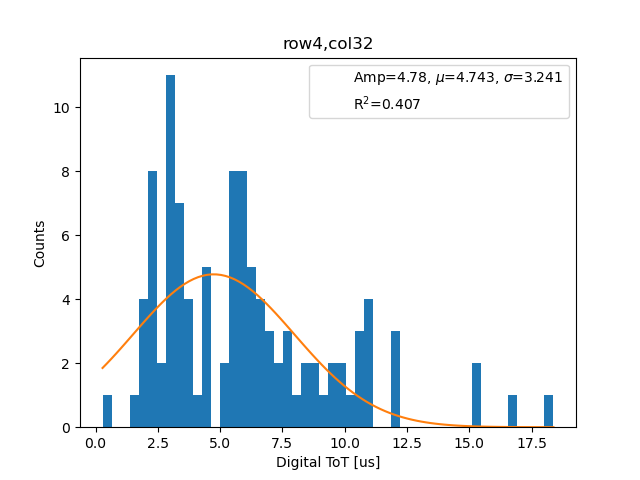 row4,col32
Amp=4.78, μ=4.743, σ=3.241
R²=0.407
Counts
10
8
6
4
2
0
0.0 2.5 5.0 7.5 10.0 12.5 15.0 17.5
Digital ToT [us]